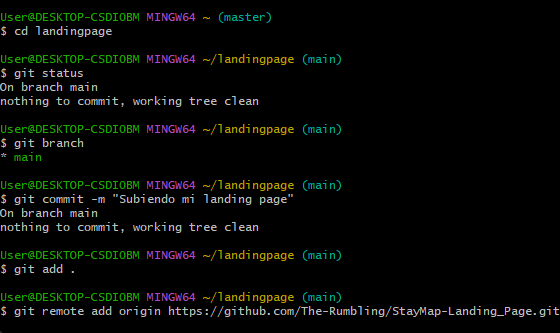 User@DESKTOP-CSDIOBM MINGW64 ~ (master)
$ cd landingpage
User@DESKTOP-CSDIOBM MINGW64 ~/landingpage (main)
$ git status
On branch main
nothing to commit, working tree clean
User@DESKTOP-CSDIOBM MINGW64 ~/landingpage (main)
$ git branch
* main
User@DESKTOP-CSDIOBM MINGW64 ~/landingpage (main)
$ git commit -m "Subiendo mi landing page"
On branch main
nothing to commit, working tree clean
User@DESKTOP-CSDIOBM MINGW64 ~/landingpage (main)
$ git add .
User@DESKTOP-CSDIOBM MINGW64 ~/landingpage (main)
$ git remote add origin https://github.com/The-Rumbling/StayMap-Landing_Page.git